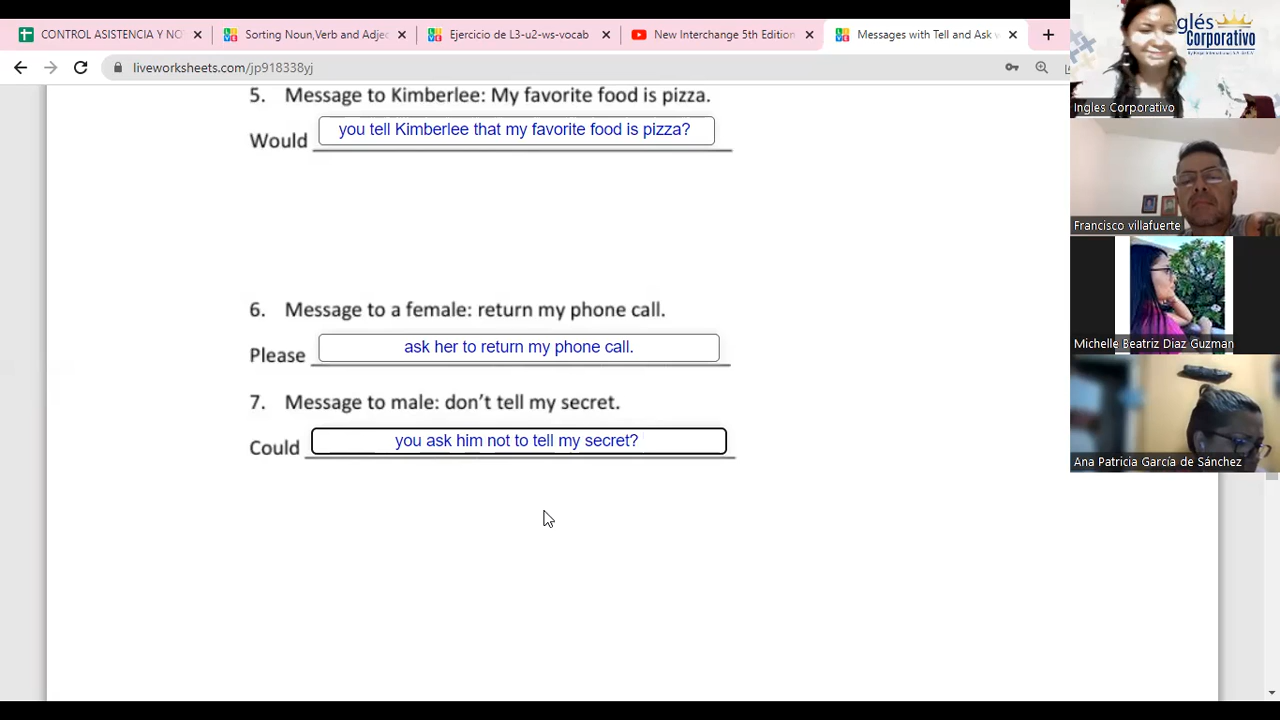 CONTROL ASISTENCIA Y NO
Sorting Noun,Verb and Adjec
Ejercicio de L3-u2-ws-vocab
New Interchange 5th Edition
Messages with Tell and Ask w
liveworksheets.com/jp918338yj
5. Message to Kimberlee: My favorite food is pizza.
Would you tell Kimberlee that my favorite food is pizza?
6. Message to a female: return my phone call.
Please ask her to return my phone call.
7. Message to male: don't tell my secret.
Could you ask him not to tell my secret?
glés
Corporativo
Ingles Corporativo
Francisco villafuerte
Michelle Beatriz Diaz Guzman
Ana Patricia García de Sánchez